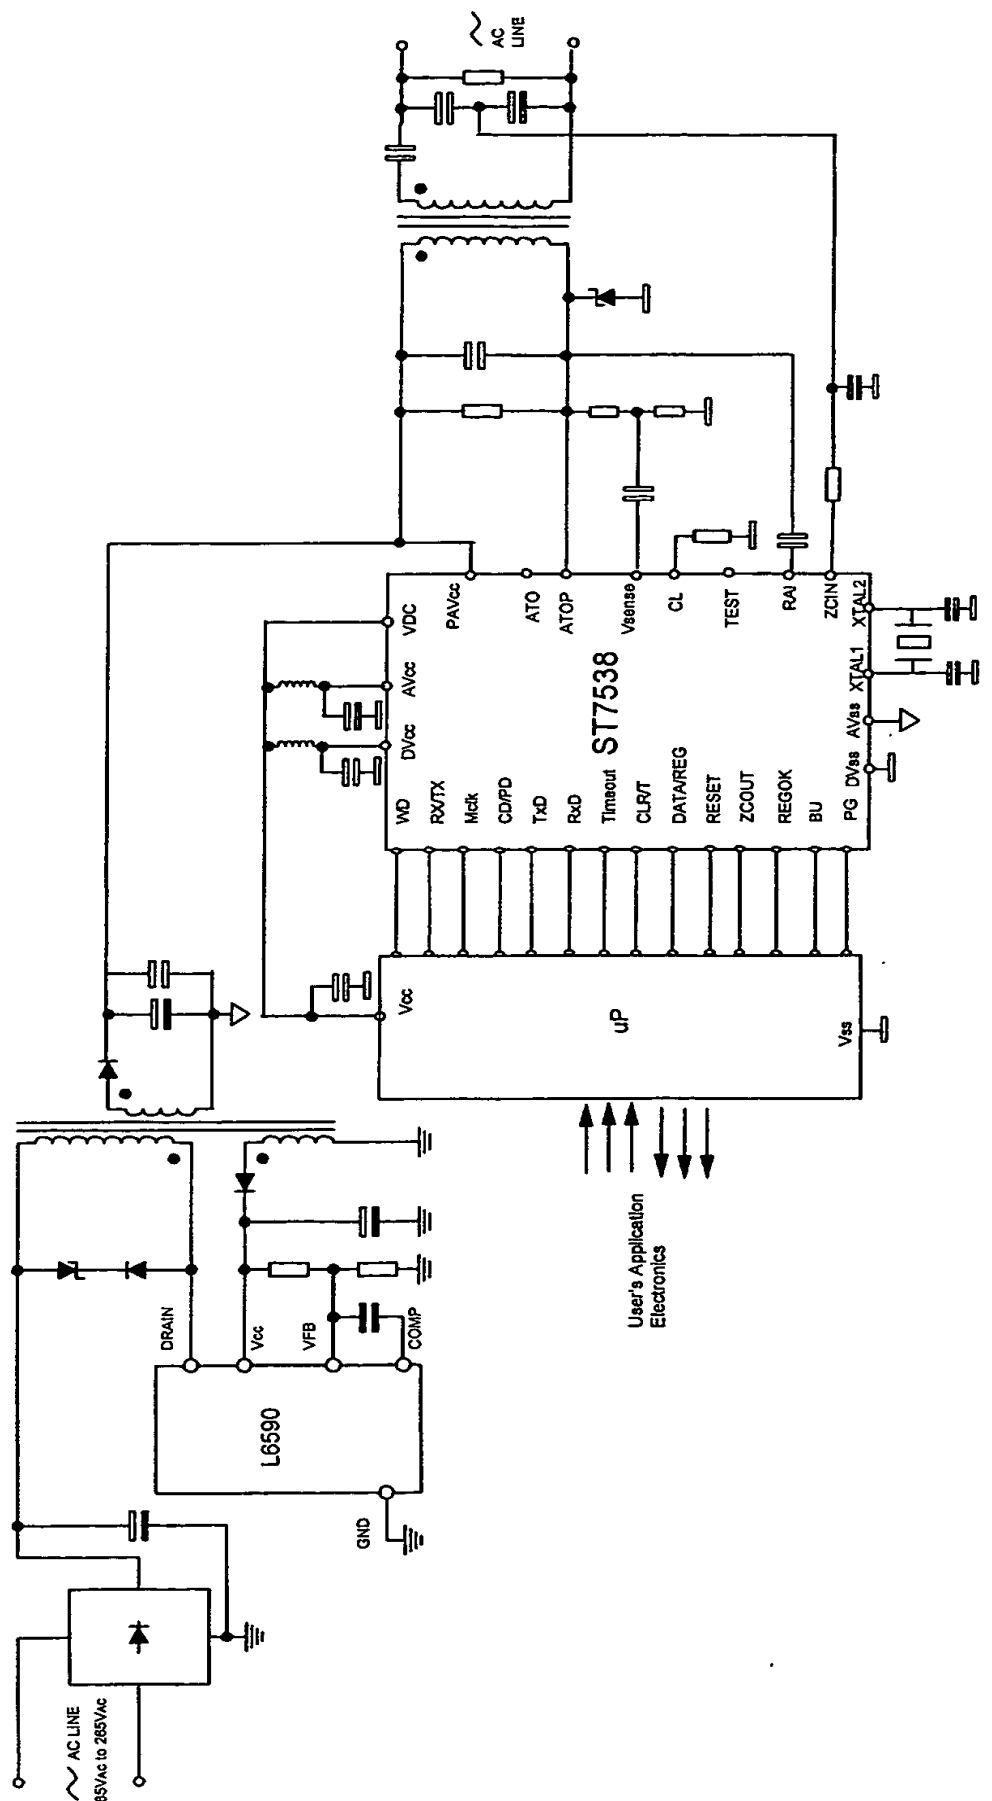 AC LINE
85VAC to 265VAC
GND
L6590
DRAIN
Vcc
VFB
COMP
User's Application
Electronics
Vcc
uP
Vss
WD
RX/TX
Mclk
CD/PD
TxD
RxD
Timeout
CLR/T
DATA/REG
RESET
ZCOUT
REGOK
BU
PG
DVcc
AVcc
VDC
ST7538
DVss
AVss
XTAL1
XTAL2
PAVcc
ATO
ATOP
Vsense
CL
TEST
RAI
ZCIN
AC
LINE